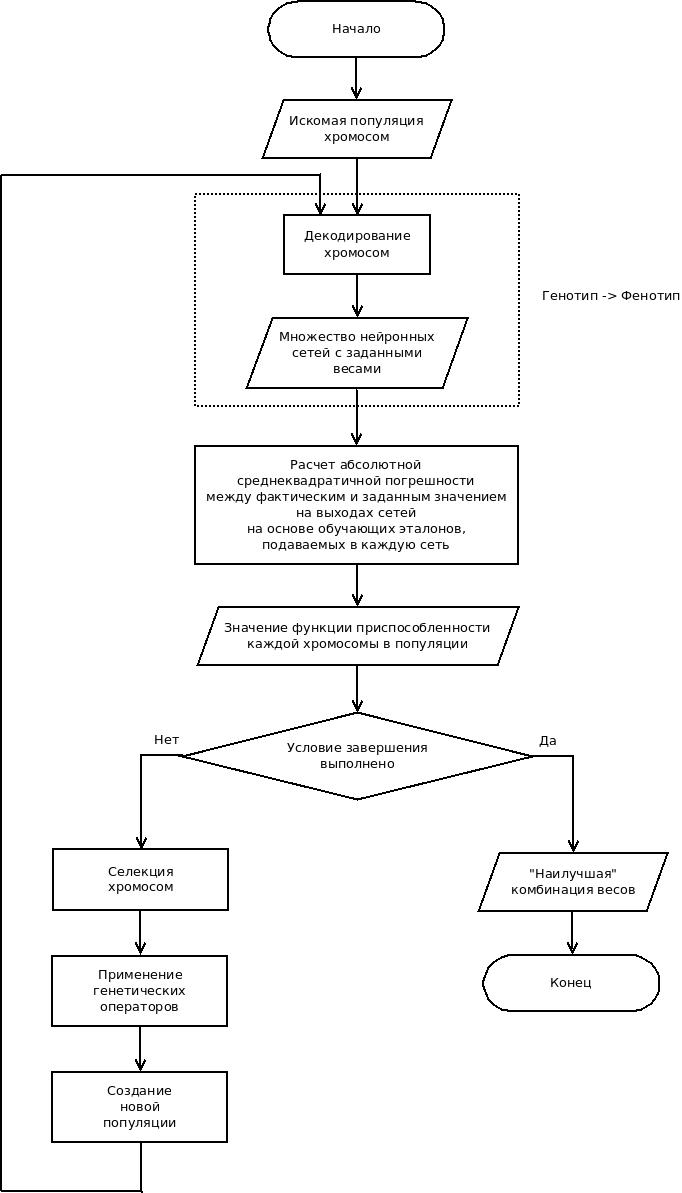 Начало
Искомая популяция
хромосом
Декодирование
хромосом
Генотип -> Фенотип
Множество нейронных
сетей с заданными
весами
Расчет абсолютной
среднеквадратичной погрешности
между фактическим и заданным значением
на выходах сетей
на основе обучающих эталонов,
подаваемых в каждую сеть
Значение функции приспособленности
каждой хромосомы в популяции
Условие завершения
выполнено
Нет
Да
Селекция
хромосом
Применение
генетических
операторов
Создание
новой
популяции
"Наилучшая"
комбинация весов
Конец